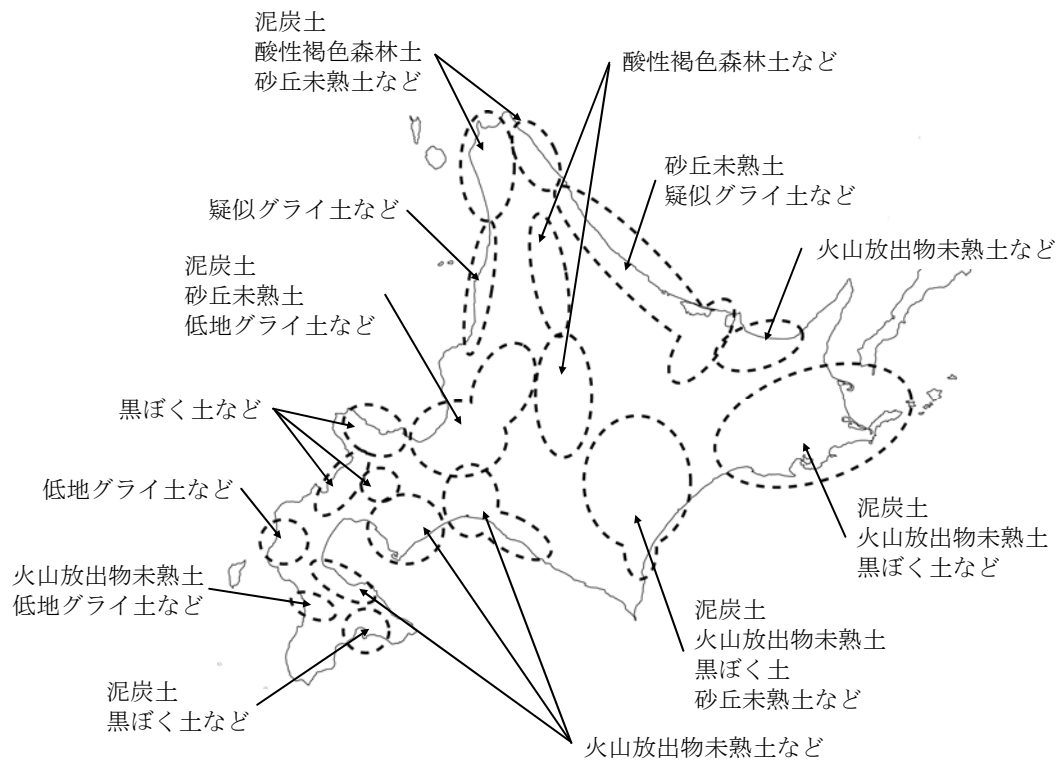 泥炭土
酸性褐色森林土
砂丘未熟土など
酸性褐色森林土など
砂丘未熟土
疑似グライ土など
疑似グライ土など
火山放出物未熟土など
泥炭土
砂丘未熟土
低地グライ土など
黒ぼく土など
低地グライ土など
泥炭土
火山放出物未熟土
黒ぼく土など
火山放出物未熟土
低地グライ土など
泥炭土
火山放出物未熟土
黒ぼく土
砂丘未熟土など
泥炭土
黒ぼく土など
火山放出物未熟土など